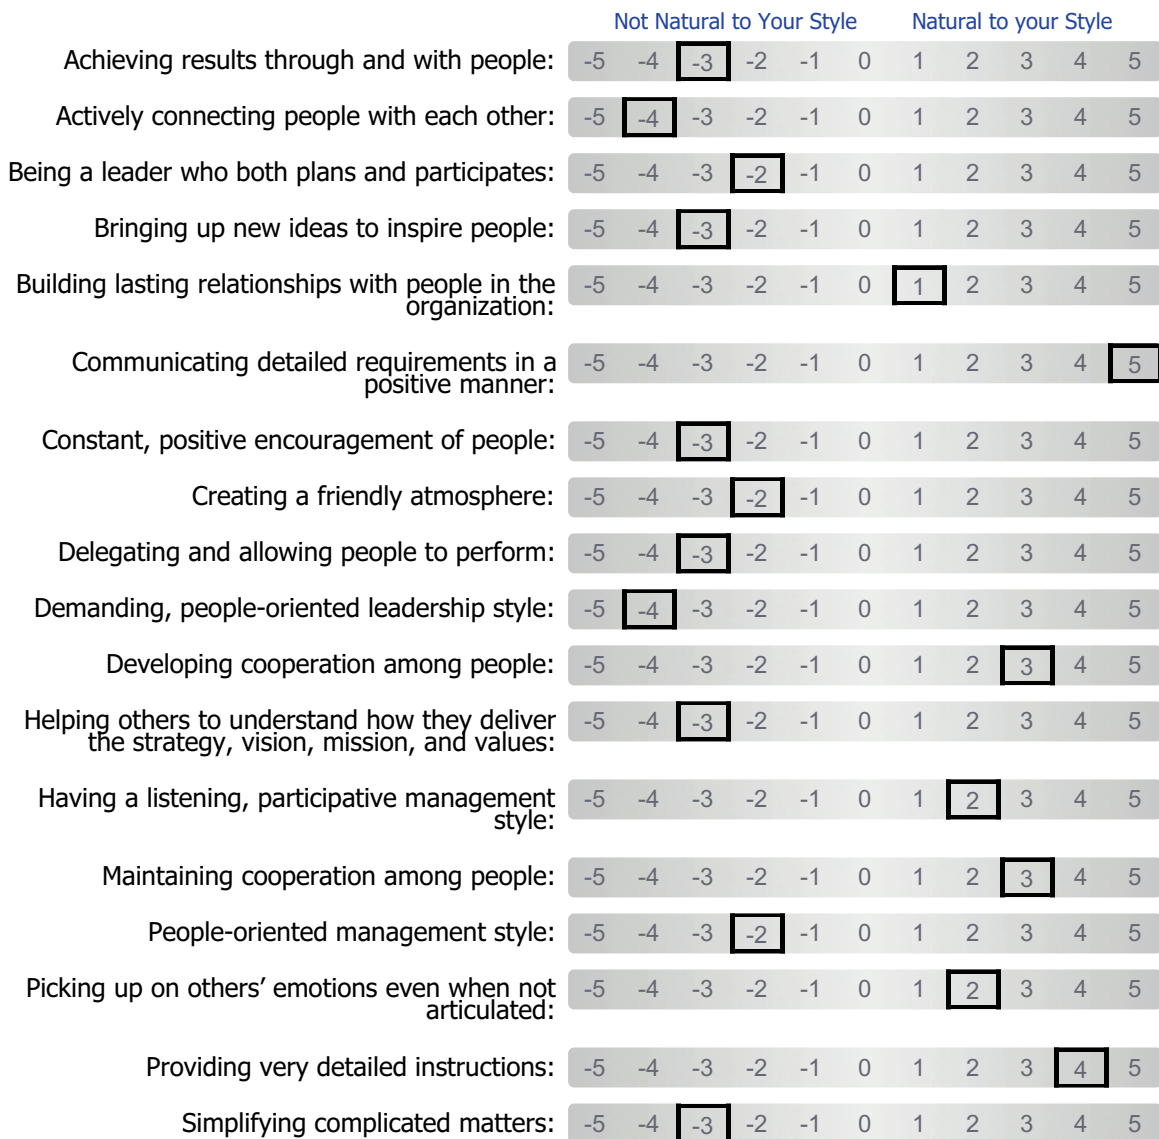 Not Natural to Your Style Natural to your Style
Achieving results through and with people: -5 -4 -3 -2 -1 0 1 2 3 4 5
Actively connecting people with each other: -5 -4 -3 -2 -1 0 1 2 3 4 5
Being a leader who both plans and participates: -5 -4 -3 -2 -1 0 1 2 3 4 5
Bringing up new ideas to inspire people: -5 -4 -3 -2 -1 0 1 2 3 4 5
Building lasting relationships with people in the
organization: -5 -4 -3 -2 -1 0 1 2 3 4 5
Communicating detailed requirements in a
positive manner: -5 -4 -3 -2 -1 0 1 2 3 4 5
Constant, positive encouragement of people: -5 -4 -3 -2 -1 0 1 2 3 4 5
Creating a friendly atmosphere: -5 -4 -3 -2 -1 0 1 2 3 4 5
Delegating and allowing people to perform: -5 -4 -3 -2 -1 0 1 2 3 4 5
Demanding, people-oriented leadership style: -5 -4 -3 -2 -1 0 1 2 3 4 5
Developing cooperation among people: -5 -4 -3 -2 -1 0 1 2 3 4 5
Helping others to understand how they deliver
the strategy, vision, mission, and values: -5 -4 -3 -2 -1 0 1 2 3 4 5
Having a listening, participative management
style: -5 -4 -3 -2 -1 0 1 2 3 4 5
Maintaining cooperation among people: -5 -4 -3 -2 -1 0 1 2 3 4 5
People-oriented management style: -5 -4 -3 -2 -1 0 1 2 3 4 5
Picking up on others’ emotions even when not
articulated: -5 -4 -3 -2 -1 0 1 2 3 4 5
Providing very detailed instructions: -5 -4 -3 -2 -1 0 1 2 3 4 5
Simplifying complicated matters: -5 -4 -3 -2 -1 0 1 2 3 4 5